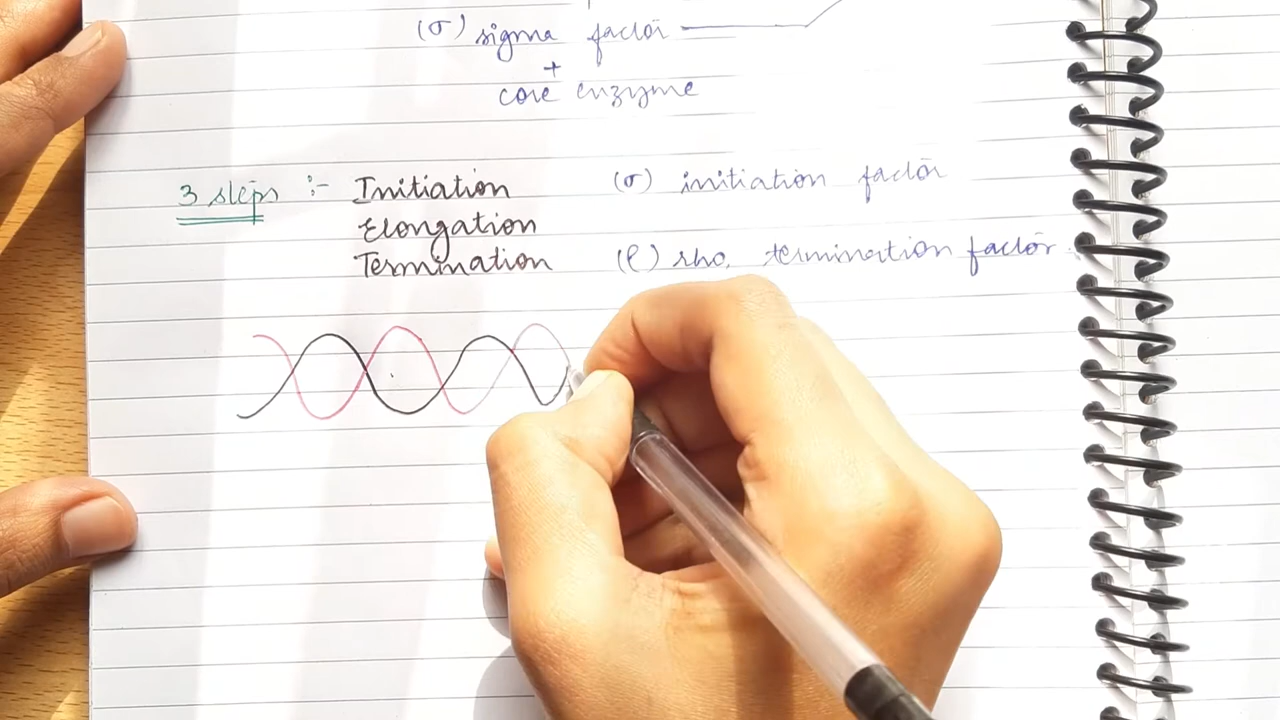 (σ) sigma factor
+
core enzyme
3 steps :- Initiation (σ) initiation factor
Elongation
Termination (ρ) rho, termination factor